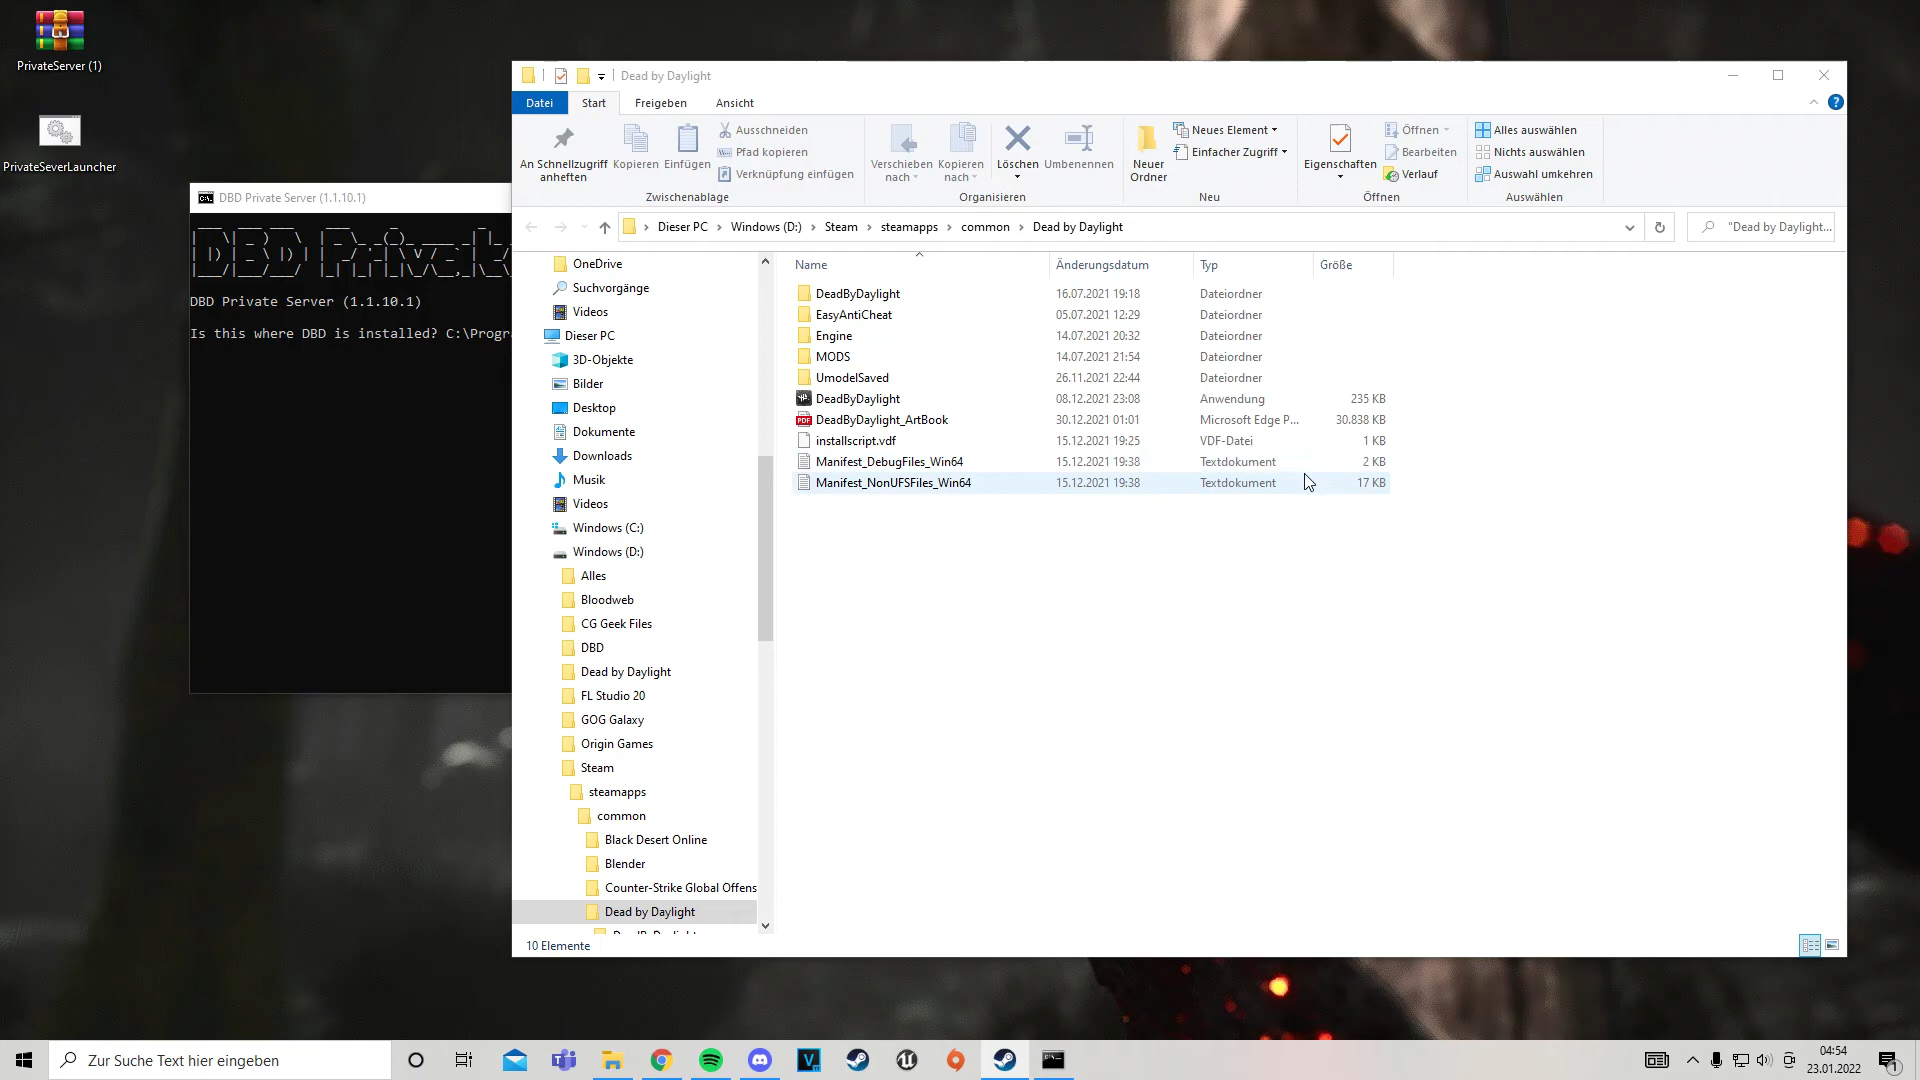 PrivateServer (1)
PrivateSeverLauncher
DBD Private Server (1.1.10.1)
DBD Private Server (1.1.10.1)
Is this where DBD is installed? C:\Progr
Dead by Daylight
Datei Start Freigeben Ansicht
An Schnellzugriff anheften
Kopieren
Einfügen
Ausschneiden
Pfad kopieren
Verknüpfung einfügen
Zwischenablage
Verschieben nach
Kopieren nach
Löschen
Umbenennen
Organisieren
Neuer Ordner
Neues Element
Einfacher Zugriff
Neu
Eigenschaften
Öffnen
Bearbeiten
Verlauf
Öffnen
Alles auswählen
Nichts auswählen
Auswahl umkehren
Auswählen
Dieser PC > Windows (D:) > Steam > steamapps > common > Dead by Daylight
"Dead by Daylight...
OneDrive
Suchvorgänge
Videos
Dieser PC
3D-Objekte
Bilder
Desktop
Dokumente
Downloads
Musik
Videos
Windows (C:)
Windows (D:)
Alles
Bloodweb
CG Geek Files
DBD
Dead by Daylight
FL Studio 20
GOG Galaxy
Origin Games
Steam
steamapps
common
Black Desert Online
Blender
Counter-Strike Global Offens
Dead by Daylight
Name Änderungsdatum Typ Größe
DeadByDaylight 16.07.2021 19:18 Dateiordner
EasyAntiCheat 05.07.2021 12:29 Dateiordner
Engine 14.07.2021 20:32 Dateiordner
MODS 14.07.2021 21:54 Dateiordner
UmodelSaved 26.11.2021 22:44 Dateiordner
DeadByDaylight 08.12.2021 23:08 Anwendung 235 KB
DeadByDaylight_ArtBook 30.12.2021 01:01 Microsoft Edge P... 30.838 KB
installscript.vdf 15.12.2021 19:25 VDF-Datei 1 KB
Manifest_DebugFiles_Win64 15.12.2021 19:38 Textdokument 2 KB
Manifest_NonUFSFiles_Win64 15.12.2021 19:38 Textdokument 17 KB
10 Elemente
Zur Suche Text hier eingeben
04:54
23.01.2022